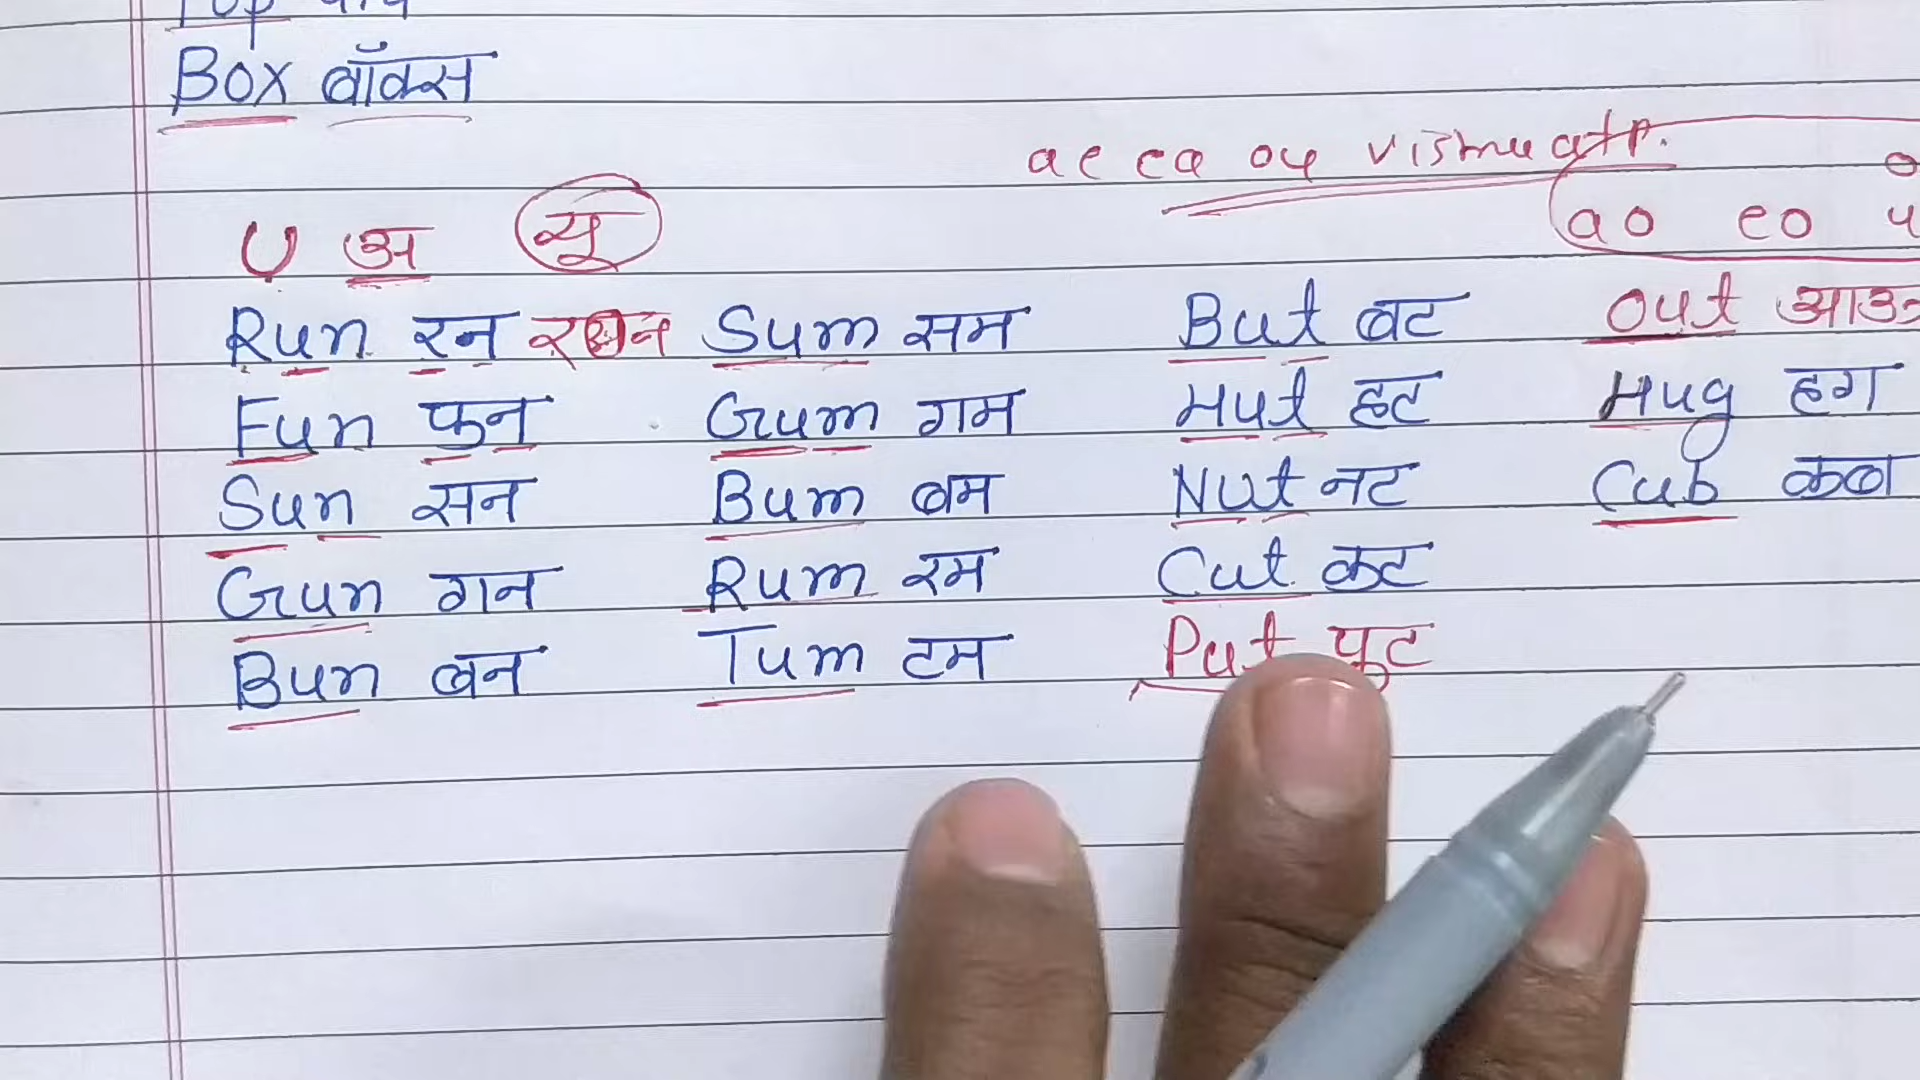 Box बॉक्स
ae ea ou
ao eo
U अ यू
Run रन Sum सम But बट Out
Fun फन Gum गम Hut हट Hug हग
Sun सन Bum बम Nut नट Cub कब
Gun गन Rum रम Cut कट
Bun बन Tum टम Put पुट